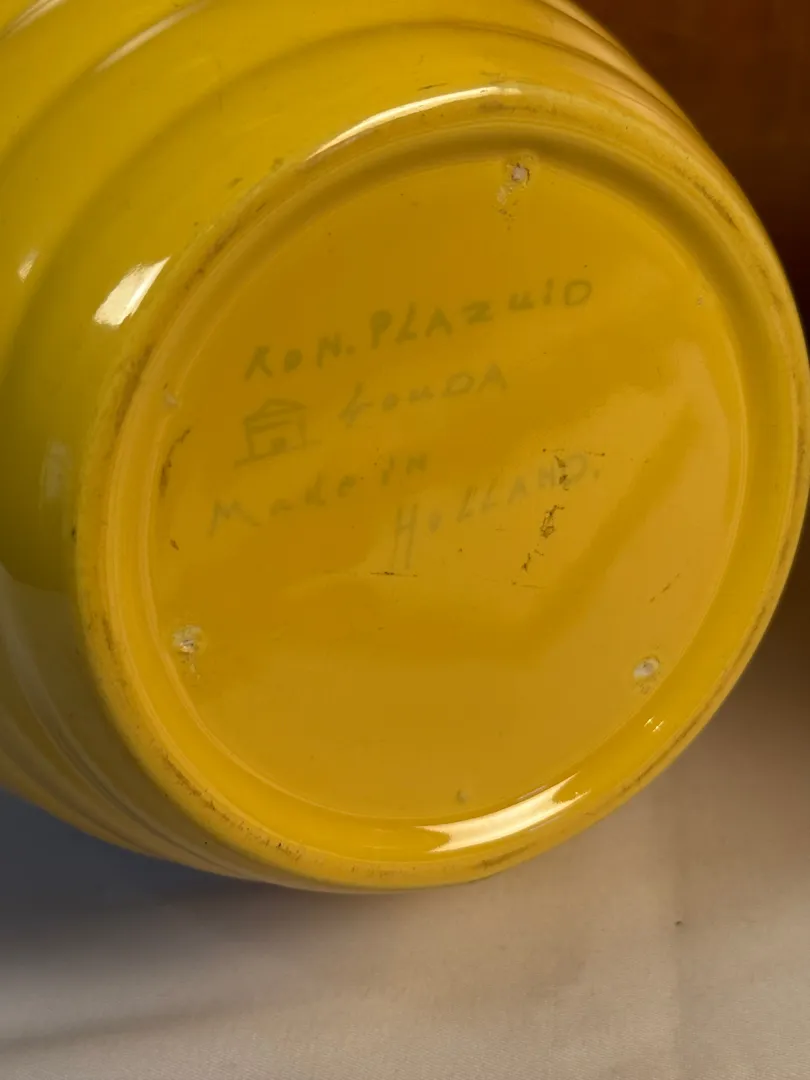 KON. PLAZUID
GOUDA
Made in
HOLLAND.